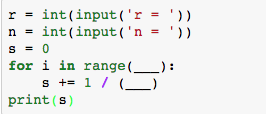 r = int(input('r = '))
n = int(input('n = '))
s = 0
for i in range(___):
    s += 1 / (___)
print(s)